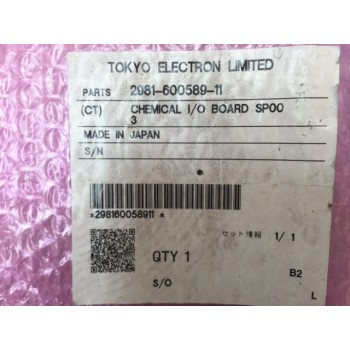 TOKYO ELECTRON LIMITED
PARTS 2981-600589-11
(CT) CHEMICAL I/O BOARD SPOO
3
MADE IN JAPAN
S/N
*298160058911 *
セット情報 1/ 1
QTY 1
B2
S/O
L